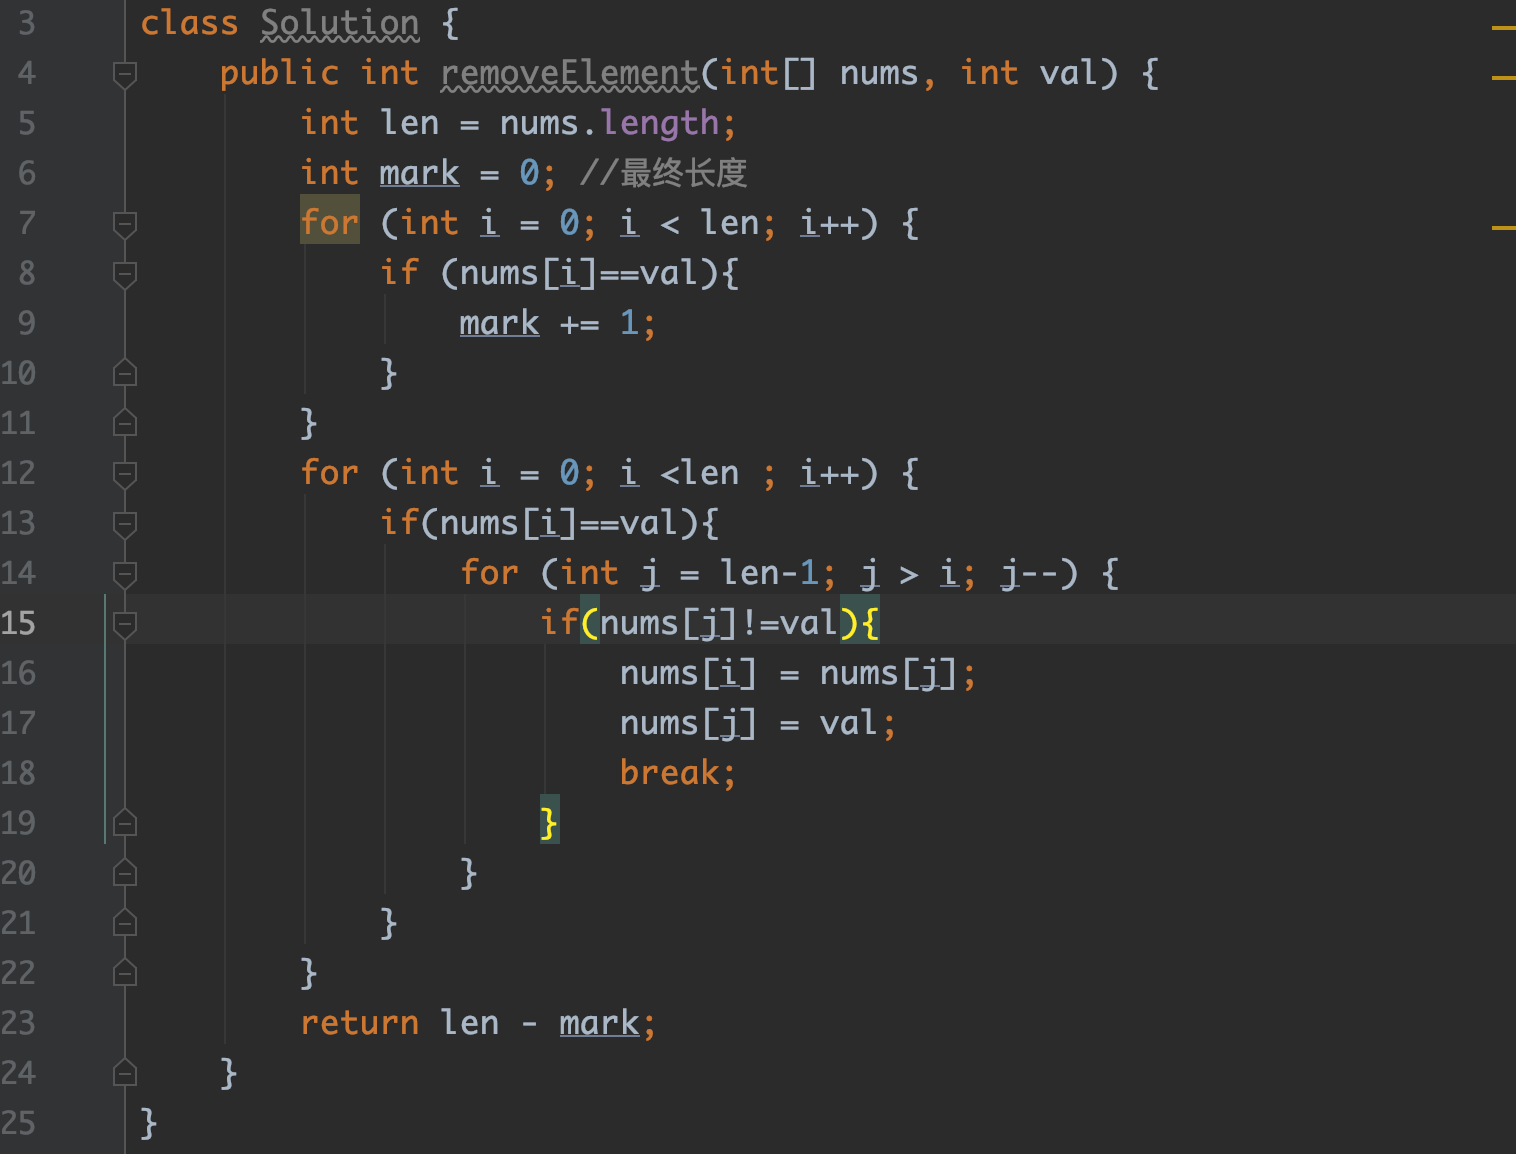 3 class Solution {
4 public int removeElement(int[] nums, int val) {
5 int len = nums.length;
6 int mark = 0; //最终长度
7 for (int i = 0; i < len; i++) {
8 if (nums[i]==val){
9 mark += 1;
10 }
11 }
12 for (int i = 0; i <len ; i++) {
13 if(nums[i]==val){
14 for (int j = len-1; j > i; j--) {
15 if(nums[j]!=val){
16 nums[i] = nums[j];
17 nums[j] = val;
18 break;
19 }
20 }
21 }
22 }
23 return len - mark;
24 }
25 }